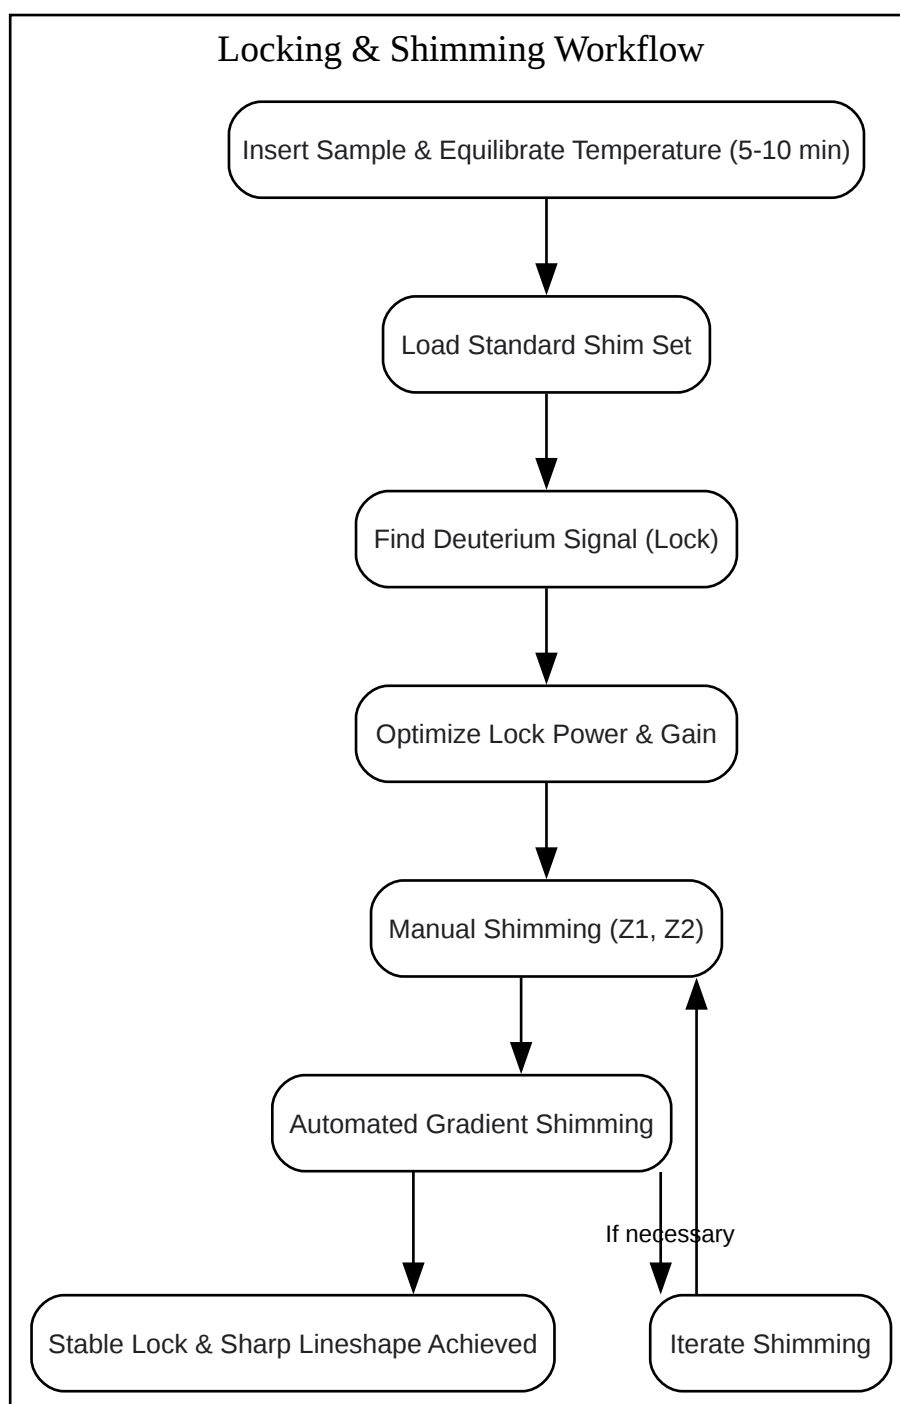 Locking & Shimming Workflow
Insert Sample & Equilibrate Temperature (5-10 min)
Load Standard Shim Set
Find Deuterium Signal (Lock)
Optimize Lock Power & Gain
Manual Shimming (Z1, Z2)
Automated Gradient Shimming
If necessary
Stable Lock & Sharp Lineshape Achieved
Iterate Shimming